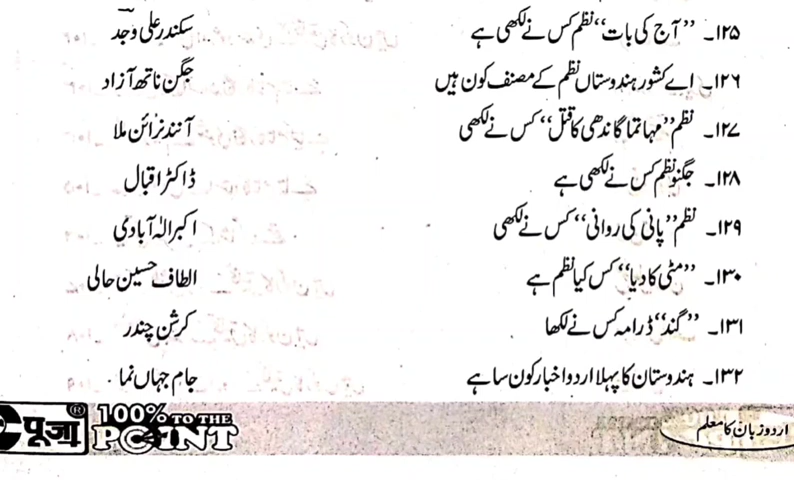 ۱۲۵۔ ”آج کی بات“ نظم کس نے لکھی ہے سکندر علی وجد
۱۲۶۔ اے کشور ہندوستاں نظم کے مصنف کون ہیں جگن ناتھ آزاد
۱۲۷۔ نظم ”مہاتما گاندھی کا قتل“ کس نے لکھی آنند نرائن ملا
۱۲۸۔ جگنو نظم کس نے لکھی ہے ڈاکٹر اقبال
۱۲۹۔ نظم ”پانی کی روانی“ کس نے لکھی اکبر الٰہ آبادی
۱۳۰۔ ”مٹی کا دیا“ کس کیا نظم ہے الطاف حسین حالی
۱۳۱۔ ”گند“ ڈرامہ کس نے لکھا کرشن چندر
۱۳۲۔ ہندوستان کا پہلا اردو اخبار کون سا ہے جام جہاں نما
اردو زبان کا معلم
पूजा® 100% TO THE POINT